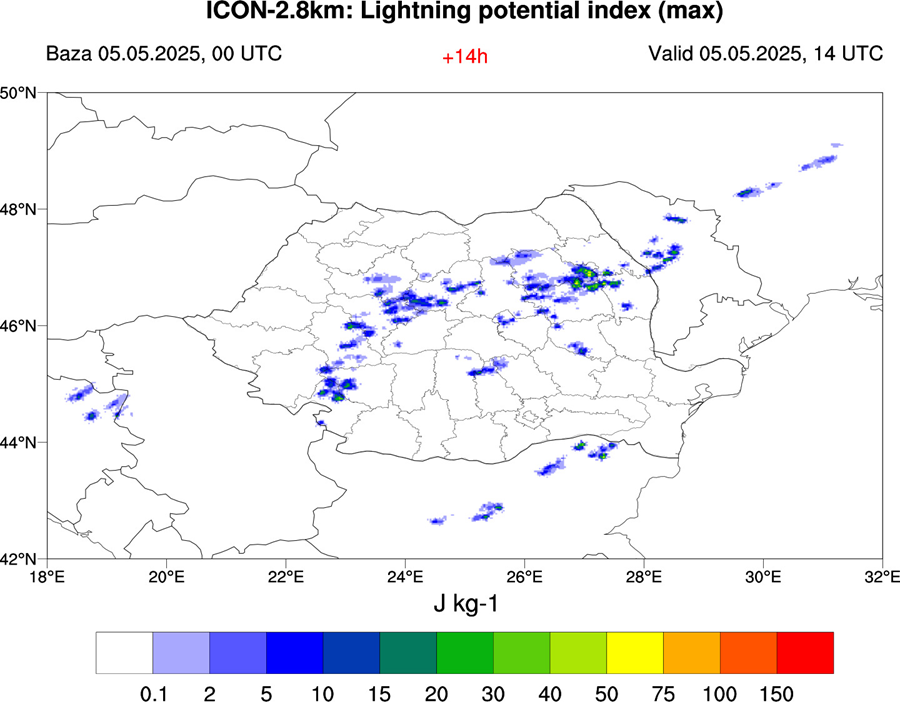 ICON-2.8km: Lightning potential index (max)
Baza 05.05.2025, 00 UTC +14h Valid 05.05.2025, 14 UTC
50°N
48°N
46°N
44°N
42°N
18°E 20°E 22°E 24°E 26°E 28°E 30°E 32°E
J kg-1
0.1 2 5 10 15 20 30 40 50 75 100 150